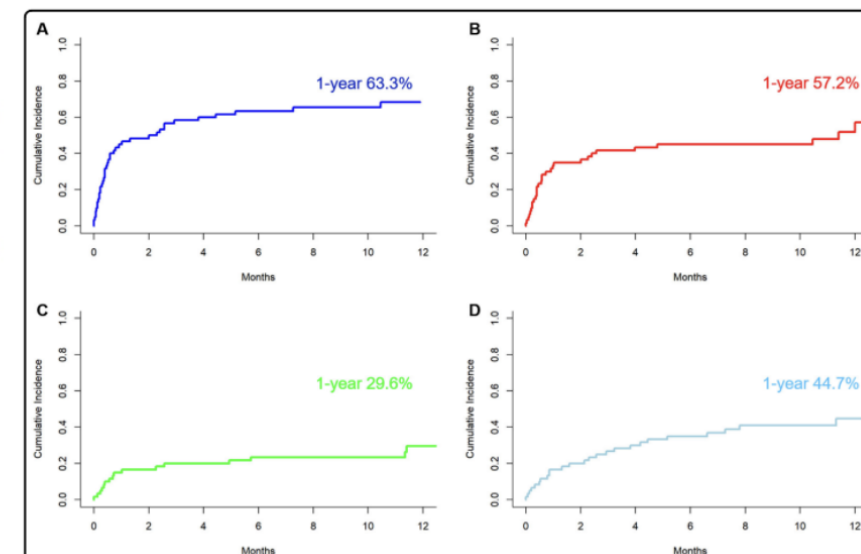 A
1.0
0.8
0.6
0.4
0.2
0.0
Cumulative Incidence
1-year 63.3%
0 2 4 6 8 10 12
Months
B
1.0
0.8
0.6
0.4
0.2
0.0
Cumulative Incidence
1-year 57.2%
0 2 4 6 8 10 12
Months
C
1.0
0.8
0.6
0.4
0.2
0.0
Cumulative Incidence
1-year 29.6%
0 2 4 6 8 10 12
Months
D
1.0
0.8
0.6
0.4
0.2
0.0
Cumulative Incidence
1-year 44.7%
0 2 4 6 8 10 12
Months